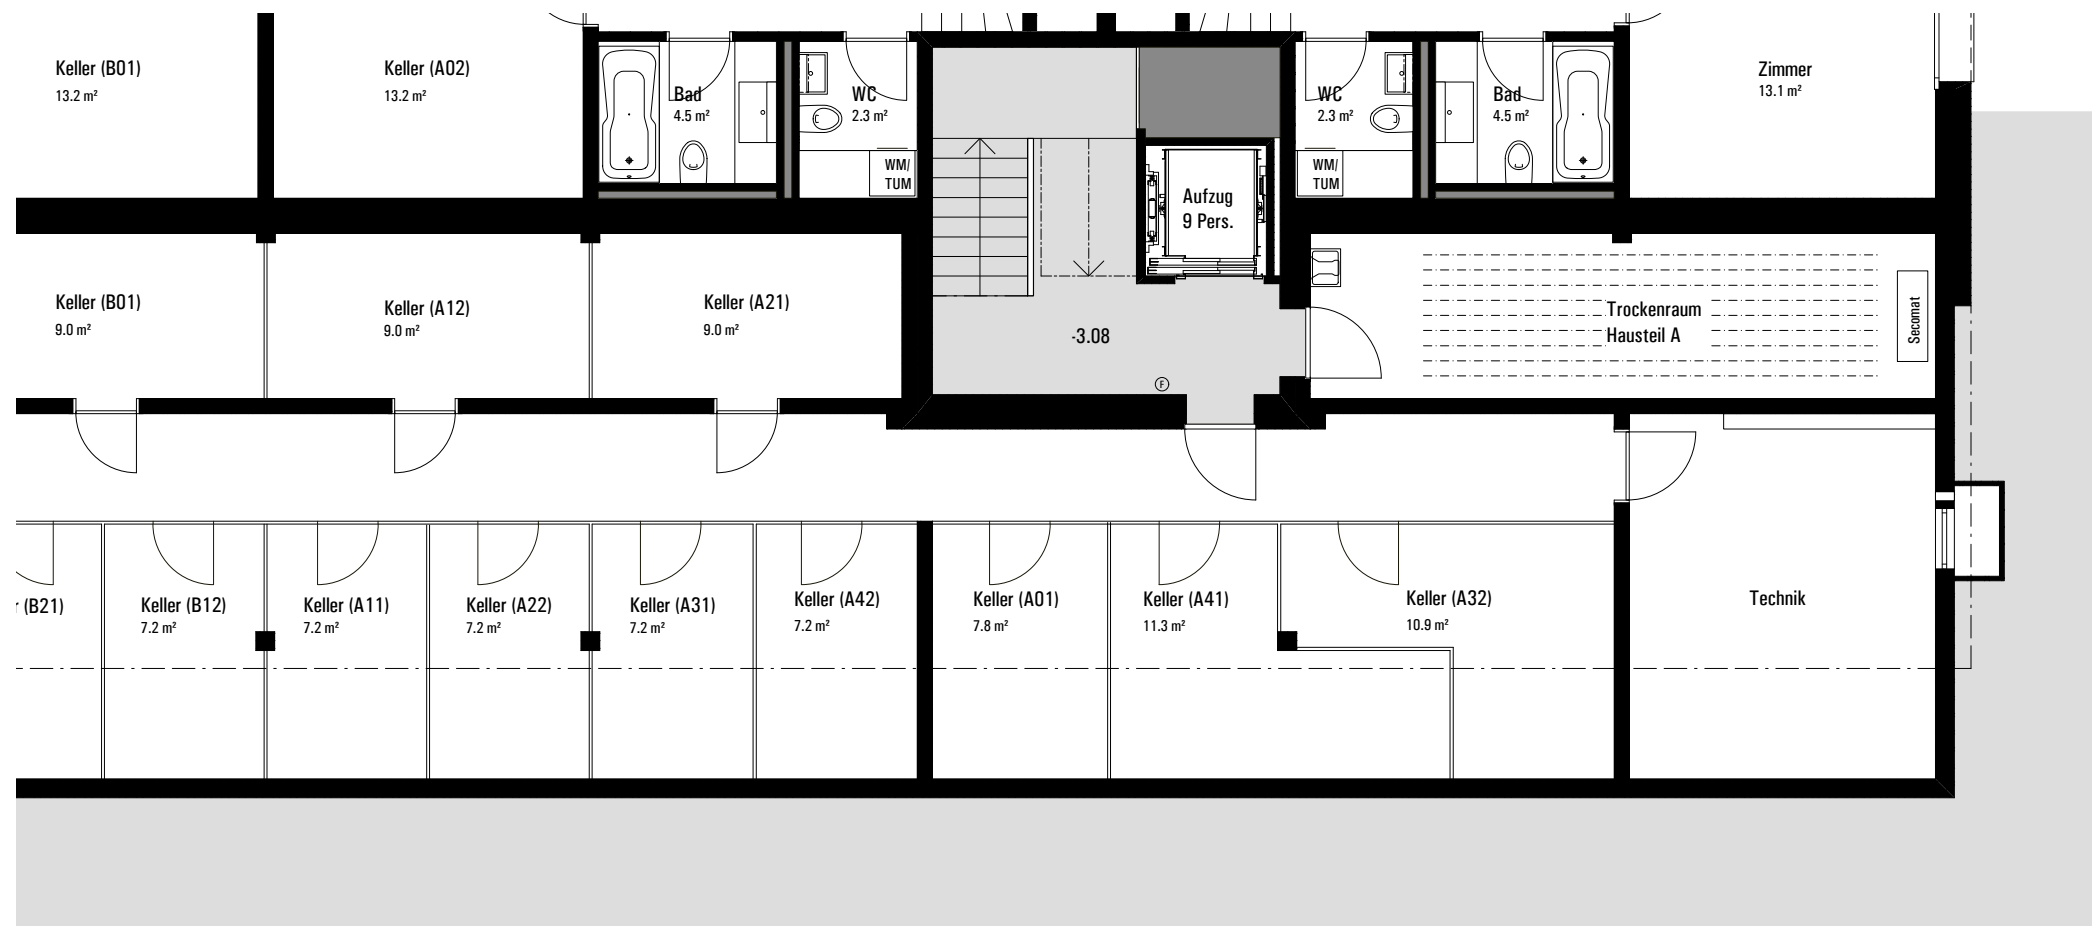 Keller (B01)
13.2 m²
Keller (A02)
13.2 m²
Bad
4.5 m²
WC
2.3 m²
WM/
TUM
WC
2.3 m²
WM/
TUM
Bad
4.5 m²
Zimmer
13.1 m²
Aufzug
9 Pers.
Keller (B01)
9.0 m²
Keller (A12)
9.0 m²
Keller (A21)
9.0 m²
-3.08
F
Trockenraum
Hausteil A
Secomat
r (B21)
Keller (B12)
7.2 m²
Keller (A11)
7.2 m²
Keller (A22)
7.2 m²
Keller (A31)
7.2 m²
Keller (A42)
7.2 m²
Keller (A01)
7.8 m²
Keller (A41)
11.3 m²
Keller (A32)
10.9 m²
Technik